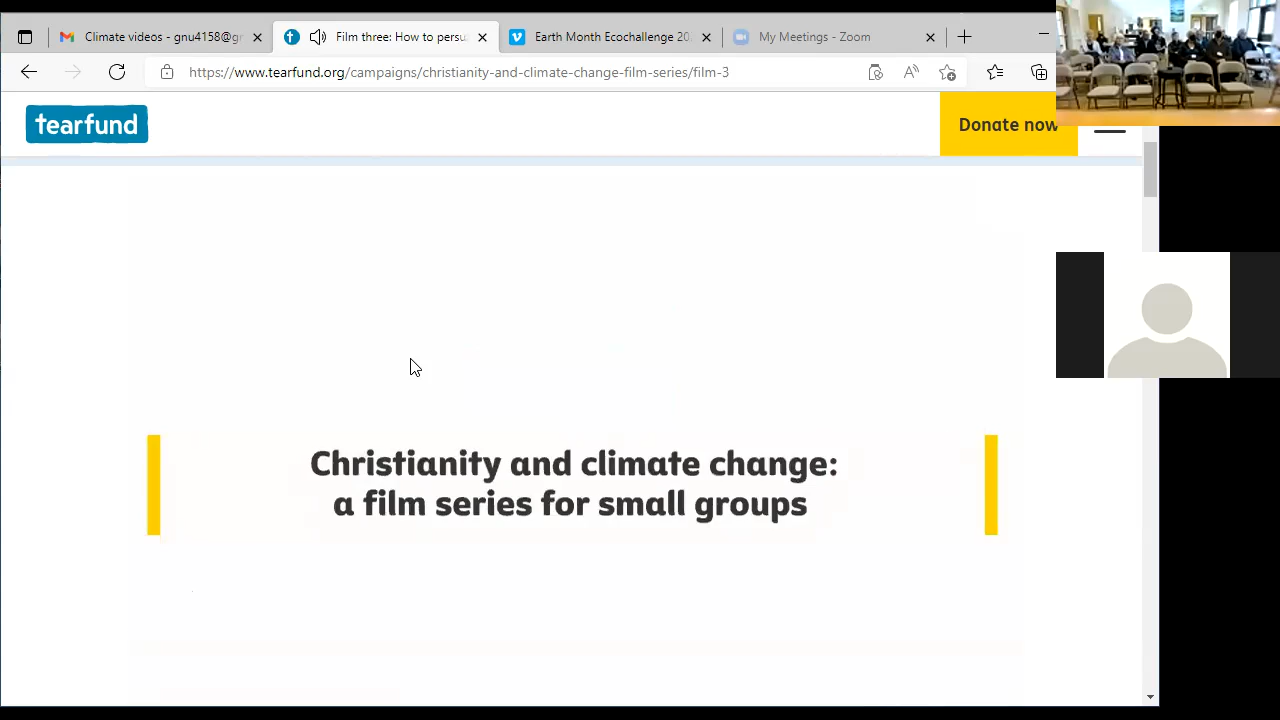 Climate videos - gnu4158@gr
Film three: How to persu
Earth Month Ecochallenge 20
My Meetings - Zoom
https://www.tearfund.org/campaigns/christianity-and-climate-change-film-series/film-3
tearfund
Donate now
Christianity and climate change:
a film series for small groups